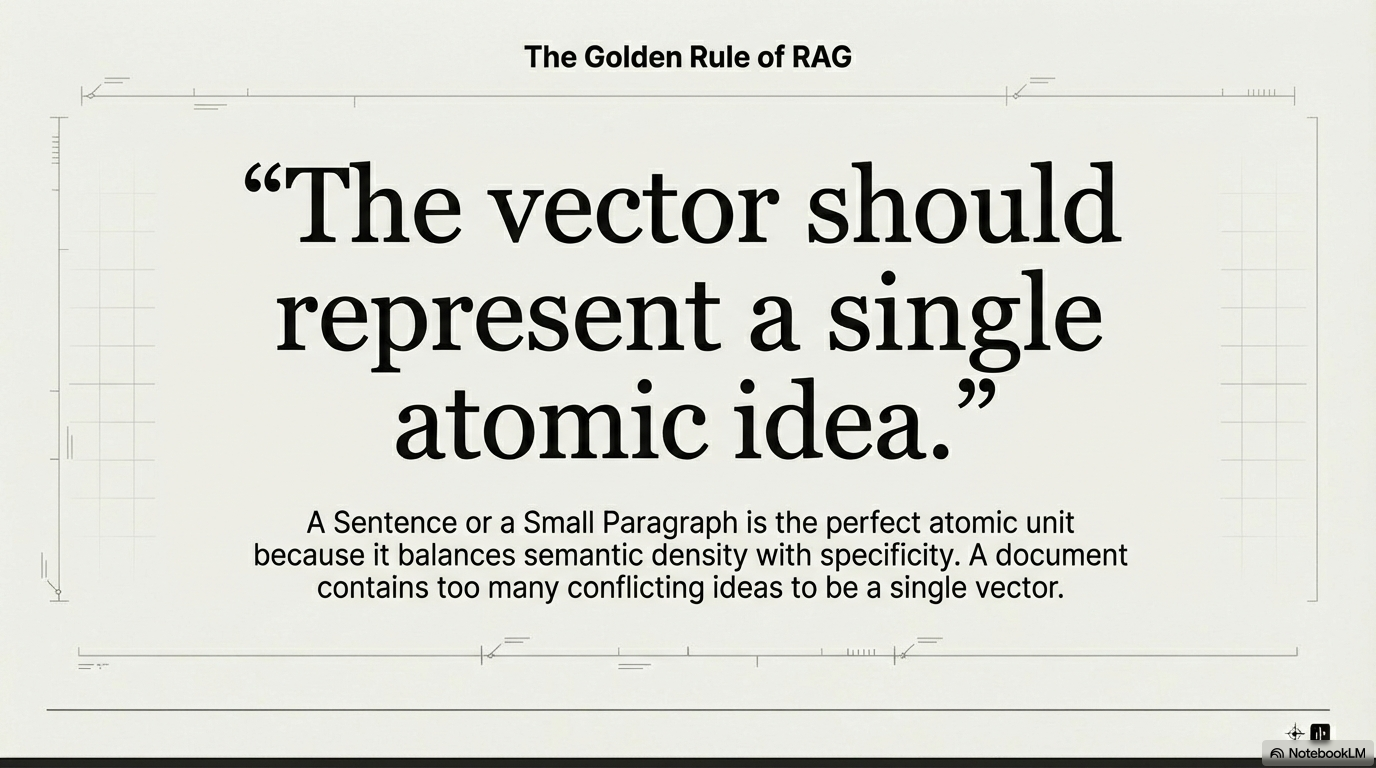 The Golden Rule of RAG
“The vector should
represent a single
atomic idea.”
A Sentence or a Small Paragraph is the perfect atomic unit
because it balances semantic density with specificity. A document
contains too many conflicting ideas to be a single vector.
NotebookLM